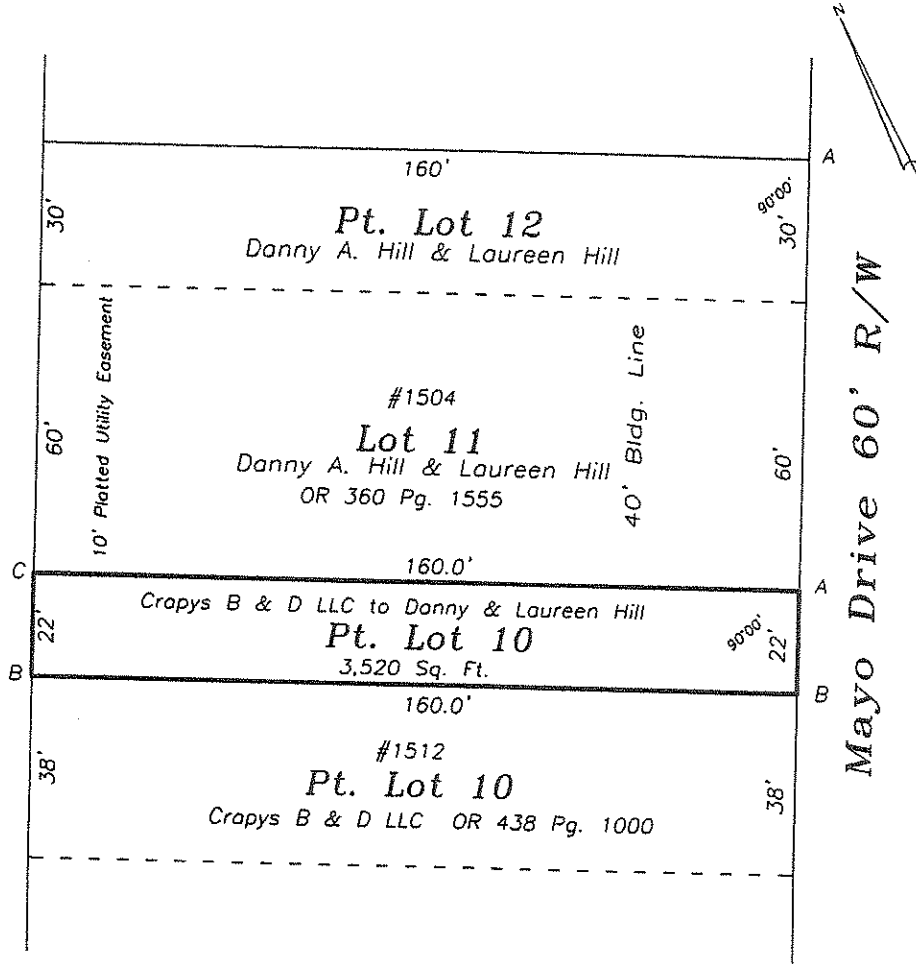 N
A
160'
90°00'
30'
30'
Pt. Lot 12
Danny A. Hill & Laureen Hill
10' Platted Utility Easement
40' Bldg. Line
Mayo Drive 60' R/W
#1504
Lot 11
60'
60'
Danny A. Hill & Laureen Hill
OR 360 Pg. 1555
C
160.0'
A
Crapys B & D LLC to Danny & Laureen Hill
22'
Pt. Lot 10
90°00'
22'
3,520 Sq. Ft.
B
B
160.0'
#1512
38'
Pt. Lot 10
38'
Crapys B & D LLC OR 438 Pg. 1000